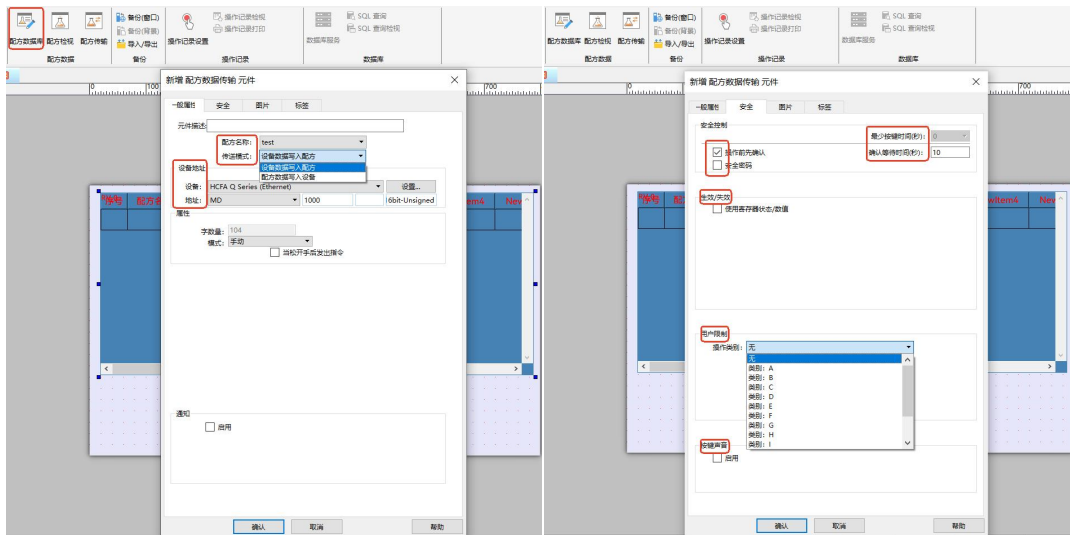 备份(窗口)
备份(背景)
导入/导出
配方数据库 配方检视 配方传输
操作记录设置
操作记录检视
操作记录打印
数据库服务
SQL 查询
SQL 查询检视
配方数据
备份
操作记录
数据库
0
100
700
新增 配方数据传输 元件
一般属性 安全 图片 标签
元件描述:
配方名称: test
传送模式: 设备数据写入配方
设备数据写入配方
配方数据写入设备
设备地址
设备: HCFA Q Series (Ethernet) 设置...
地址: MD 1000 6bit-Unsigned
属性
字数量: 104
模式: 手动
当松开手后发出指令
通知
启用
确认 取消 帮助
序号 配方名
em4 New
备份(窗口)
备份(背景)
导入/导出
配方数据库 配方检视 配方传输
操作记录设置
操作记录检视
操作记录打印
数据库服务
SQL 查询
SQL 查询检视
配方数据
备份
操作记录
数据库
0
700
新增 配方数据传输 元件
一般属性 安全 图片 标签
安全控制
最少按键时间(秒): 0
操作前先确认
确认等待时间(秒): 10
安全密码
生效/失效
使用寄存器状态/数值
用户限制
操作类别: 无
无
类别: A
类别: B
类别: C
类别: D
类别: E
类别: F
类别: G
类别: H
类别: I
按键声音
启用
确认 取消 帮助
序号 配
wItem4 New